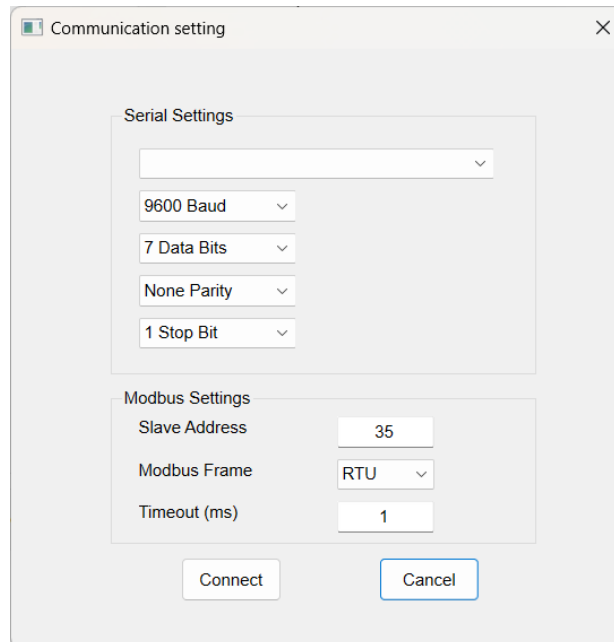 Communication setting
Serial Settings
9600 Baud
7 Data Bits
None Parity
1 Stop Bit
Modbus Settings
Slave Address 35
Modbus Frame RTU
Timeout (ms) 1
Connect Cancel